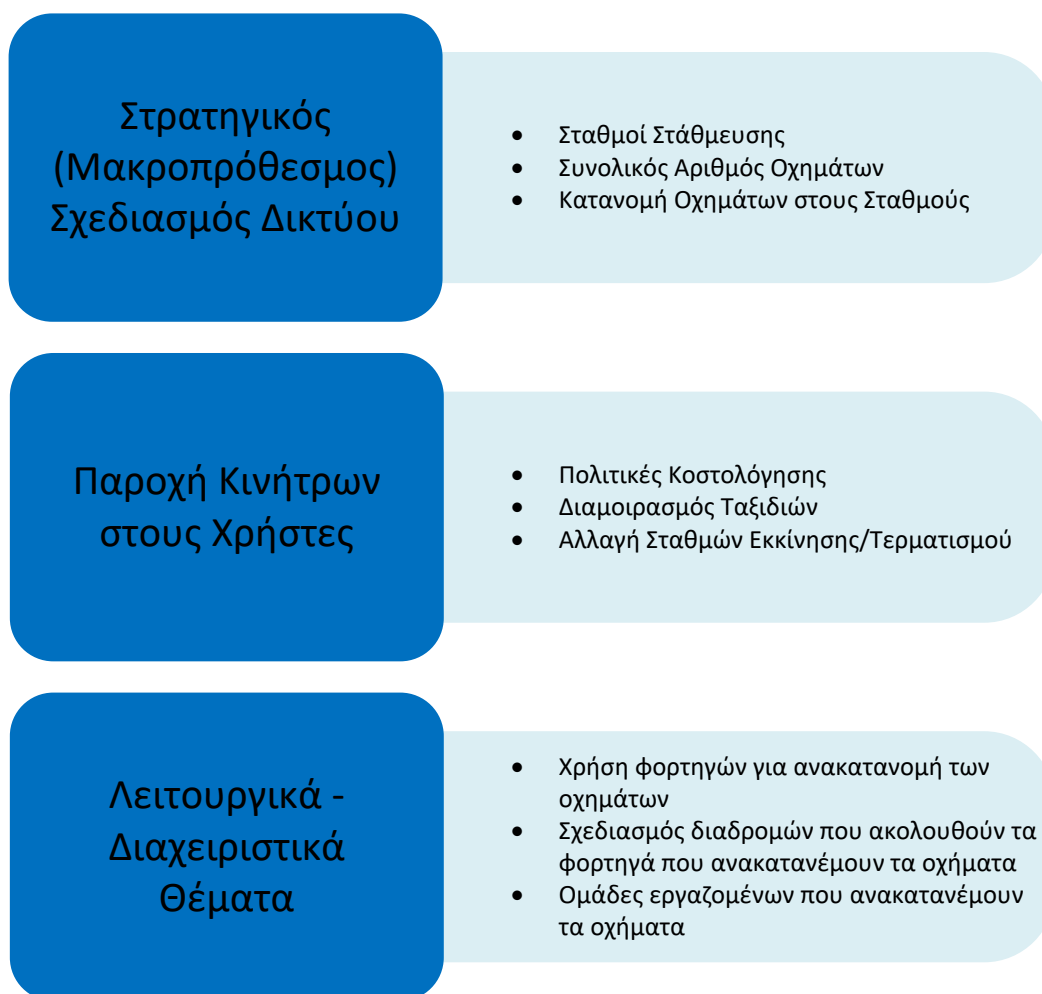 Στρατηγικός
(Μακροπρόθεσμος)
Σχεδιασμός Δικτύου
• Σταθμοί Στάθμευσης
• Συνολικός Αριθμός Οχημάτων
• Κατανομή Οχημάτων στους Σταθμούς
Παροχή Κινήτρων
στους Χρήστες
• Πολιτικές Κοστολόγησης
• Διαμοιρασμός Ταξιδιών
• Αλλαγή Σταθμών Εκκίνησης/Τερματισμού
Λειτουργικά -
Διαχειριστικά
Θέματα
• Χρήση φορτηγών για ανακατανομή των
οχημάτων
• Σχεδιασμός διαδρομών που ακολουθούν τα
φορτηγά που ανακατανέμουν τα οχήματα
• Ομάδες εργαζομένων που ανακατανέμουν
τα οχήματα